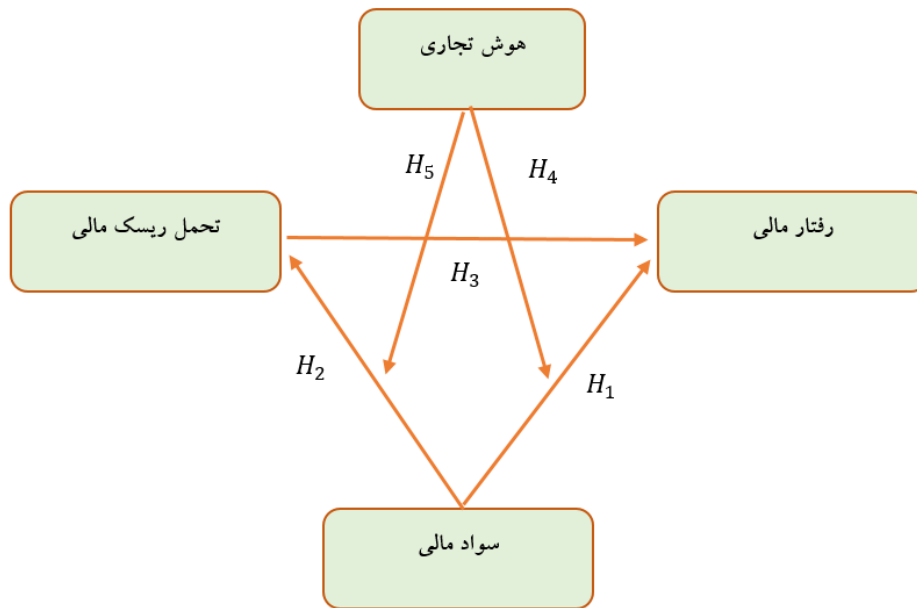 هوش تجاری
H₅
H₄
تحمل ریسک مالی
رفتار مالی
H₃
H₂
H₁
سواد مالی